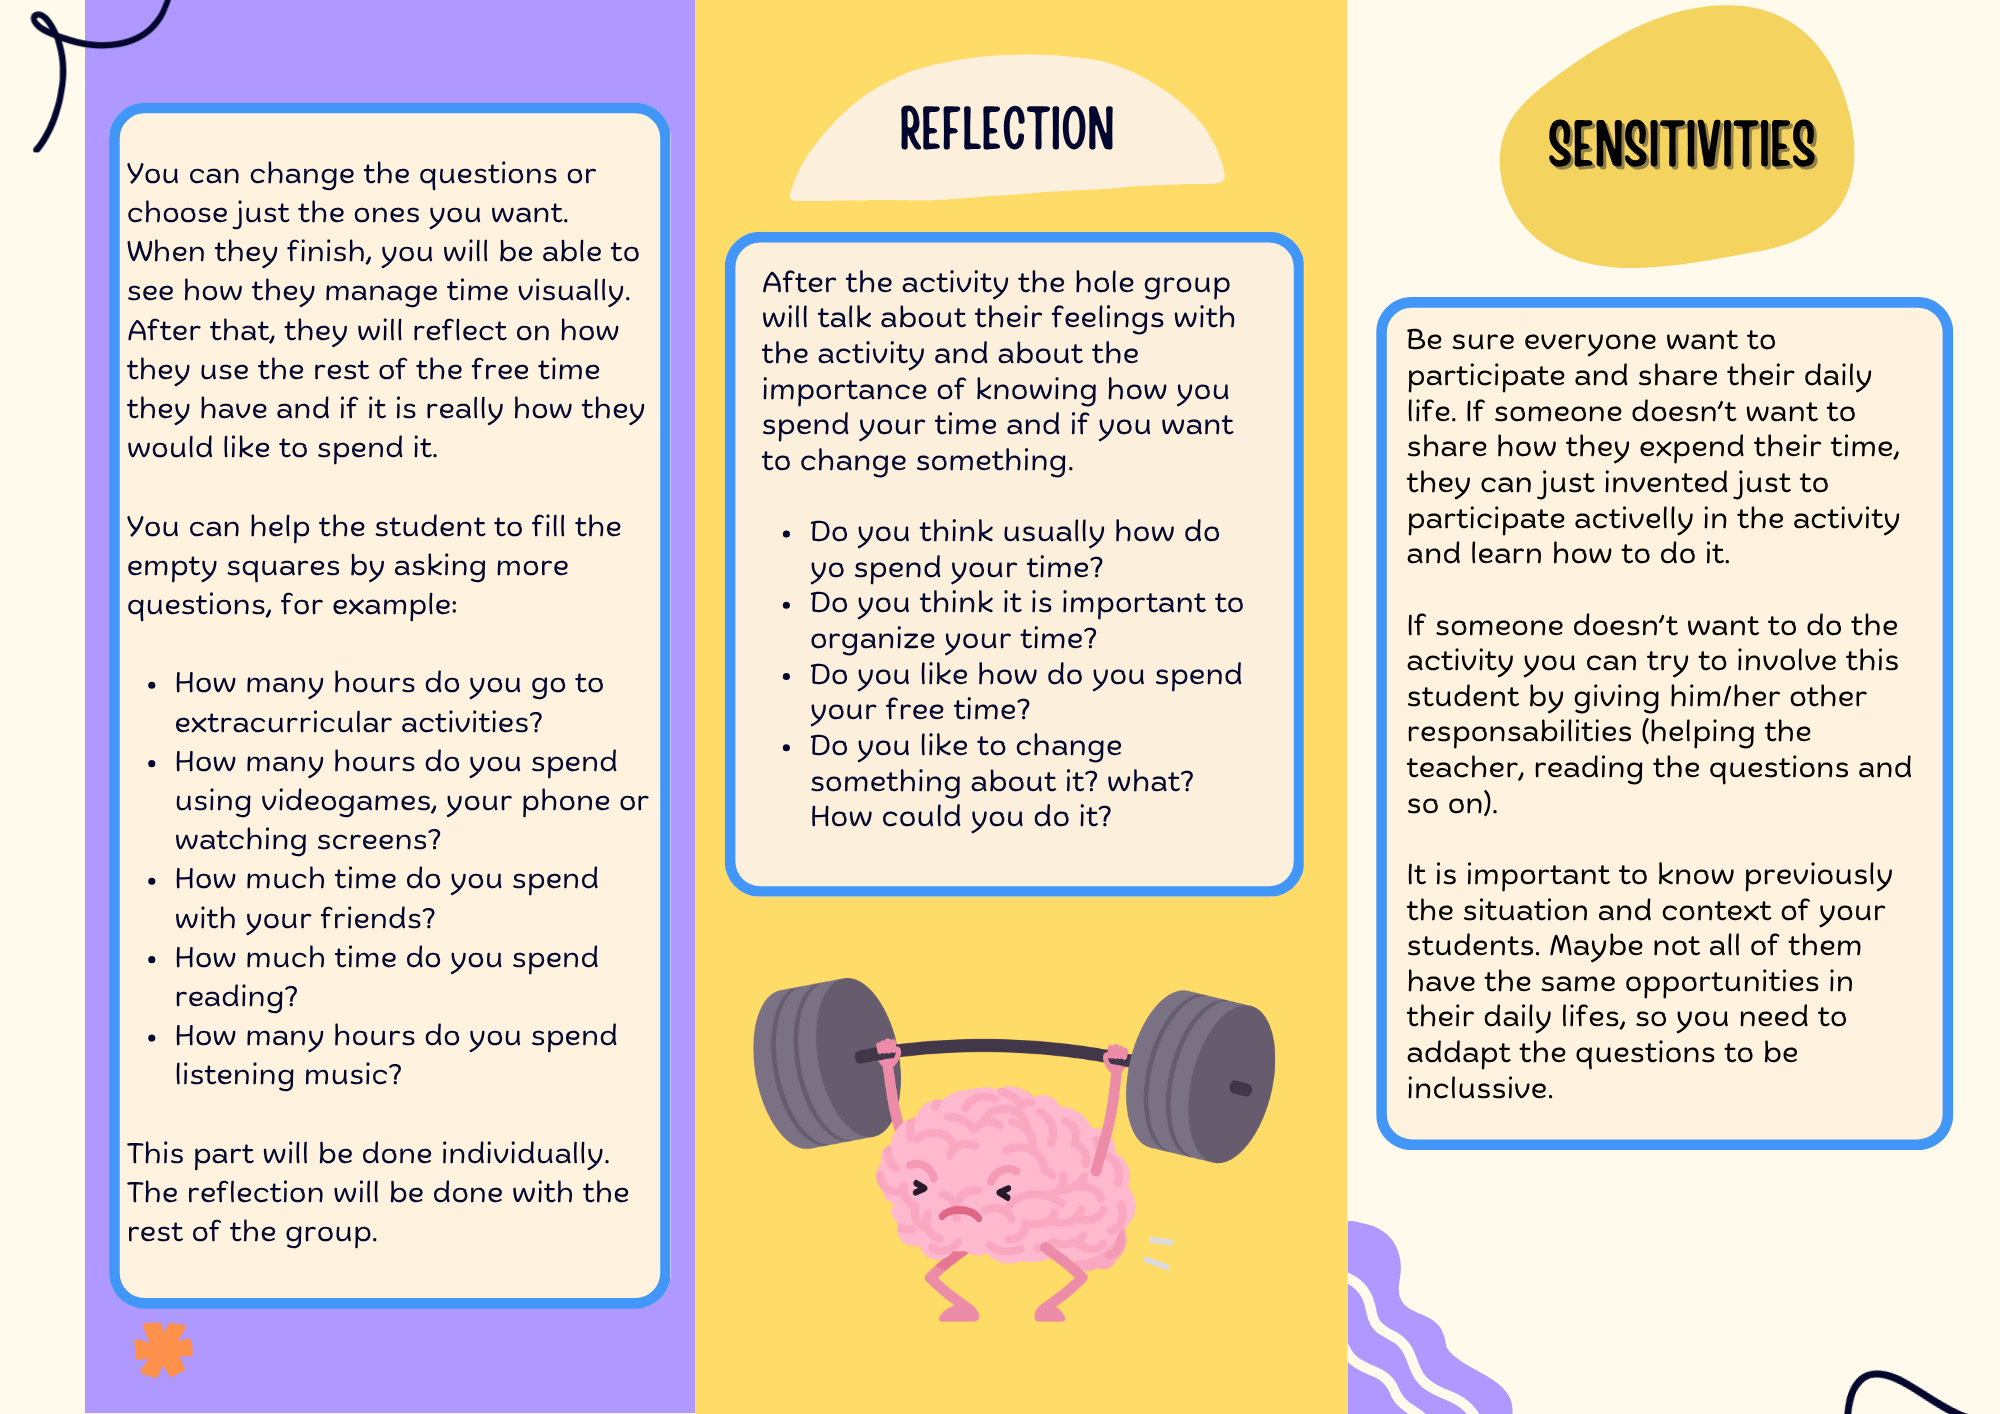 You can change the questions or
choose just the ones you want.
When they finish, you will be able to
see how they manage time visually.
After that, they will reflect on how
they use the rest of the free time
they have and if it is really how they
would like to spend it.
You can help the student to fill the
empty squares by asking more
questions, for example:
• How many hours do you go to
extracurricular activities?
• How many hours do you spend
using videogames, your phone or
watching screens?
• How much time do you spend
with your friends?
• How much time do you spend
reading?
• How many hours do you spend
listening music?
This part will be done individually.
The reflection will be done with the
rest of the group.
REFLECTION
After the activity the hole group
will talk about their feelings with
the activity and about the
importance of knowing how you
spend your time and if you want
to change something.
• Do you think usually how do
yo spend your time?
• Do you think it is important to
organize your time?
• Do you like how do you spend
your free time?
• Do you like to change
something about it? what?
How could you do it?
SENSITIVITIES
Be sure everyone want to
participate and share their daily
life. If someone doesn't want to
share how they expend their time,
they can just invented just to
participate activelly in the activity
and learn how to do it.
If someone doesn't want to do the
activity you can try to involve this
student by giving him/her other
responsabilities (helping the
teacher, reading the questions and
so on).
It is important to know previously
the situation and context of your
students. Maybe not all of them
have the same opportunities in
their daily lifes, so you need to
addapt the questions to be
inclussive.